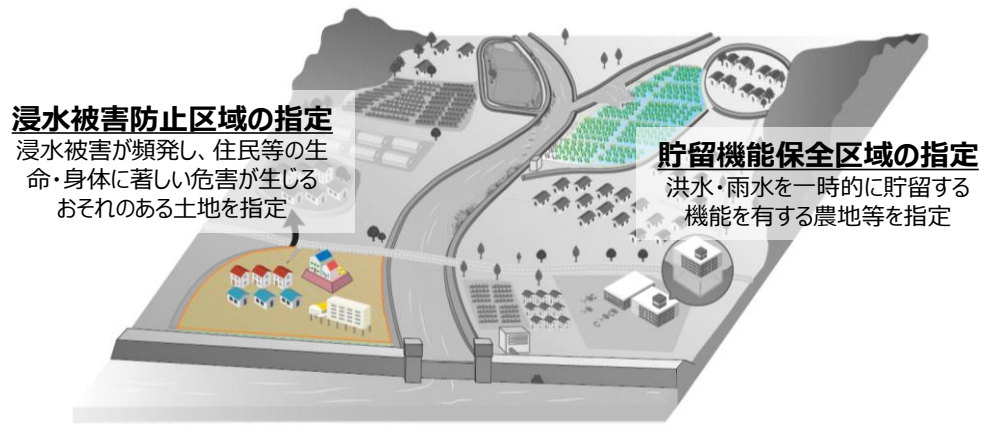 浸水被害防止区域の指定
浸水被害が頻発し、住民等の生
命・身体に著しい危害が生じる
おそれのある土地を指定
貯留機能保全区域の指定
洪水・雨水を一時的に貯留する
機能を有する農地等を指定